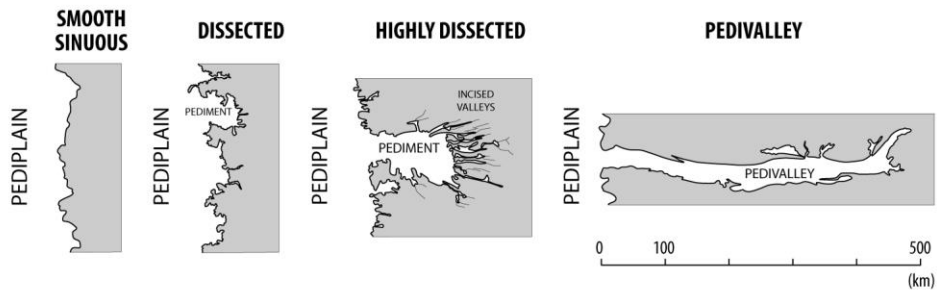 SMOOTH
SINUOUS
DISSECTED
HIGHLY DISSECTED
PEDIVALLEY
PEDIPLAIN
PEDIPLAIN
PEDIMENT
PEDIPLAIN
INCISED
VALLEYS
PEDIMENT
PEDIPLAIN
PEDIVALLEY
0 100 500
(km)